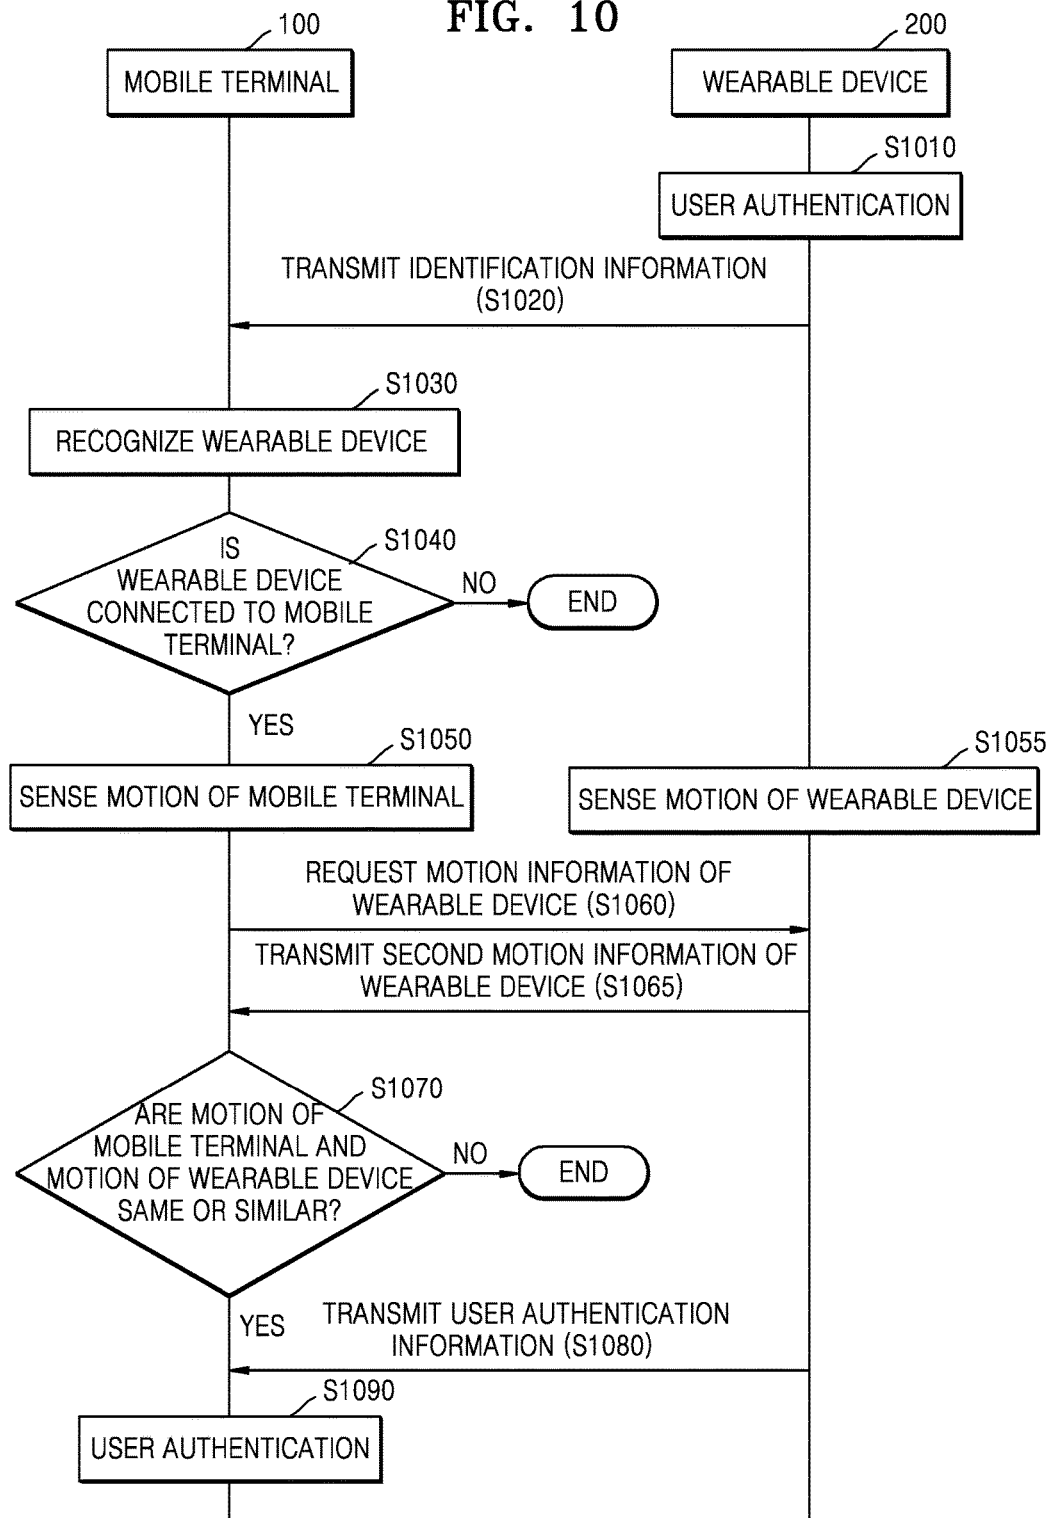 FIG. 10
100
200
MOBILE TERMINAL
WEARABLE DEVICE
S1010
USER AUTHENTICATION
TRANSMIT IDENTIFICATION INFORMATION
(S1020)
S1030
RECOGNIZE WEARABLE DEVICE
S1040
IS
WEARABLE DEVICE
CONNECTED TO MOBILE
TERMINAL?
NO
END
YES
S1050
S1055
SENSE MOTION OF MOBILE TERMINAL
SENSE MOTION OF WEARABLE DEVICE
REQUEST MOTION INFORMATION OF
WEARABLE DEVICE (S1060)
TRANSMIT SECOND MOTION INFORMATION OF
WEARABLE DEVICE (S1065)
S1070
ARE MOTION OF
MOBILE TERMINAL AND
MOTION OF WEARABLE DEVICE
SAME OR SIMILAR?
NO
END
YES
TRANSMIT USER AUTHENTICATION
INFORMATION (S1080)
S1090
USER AUTHENTICATION